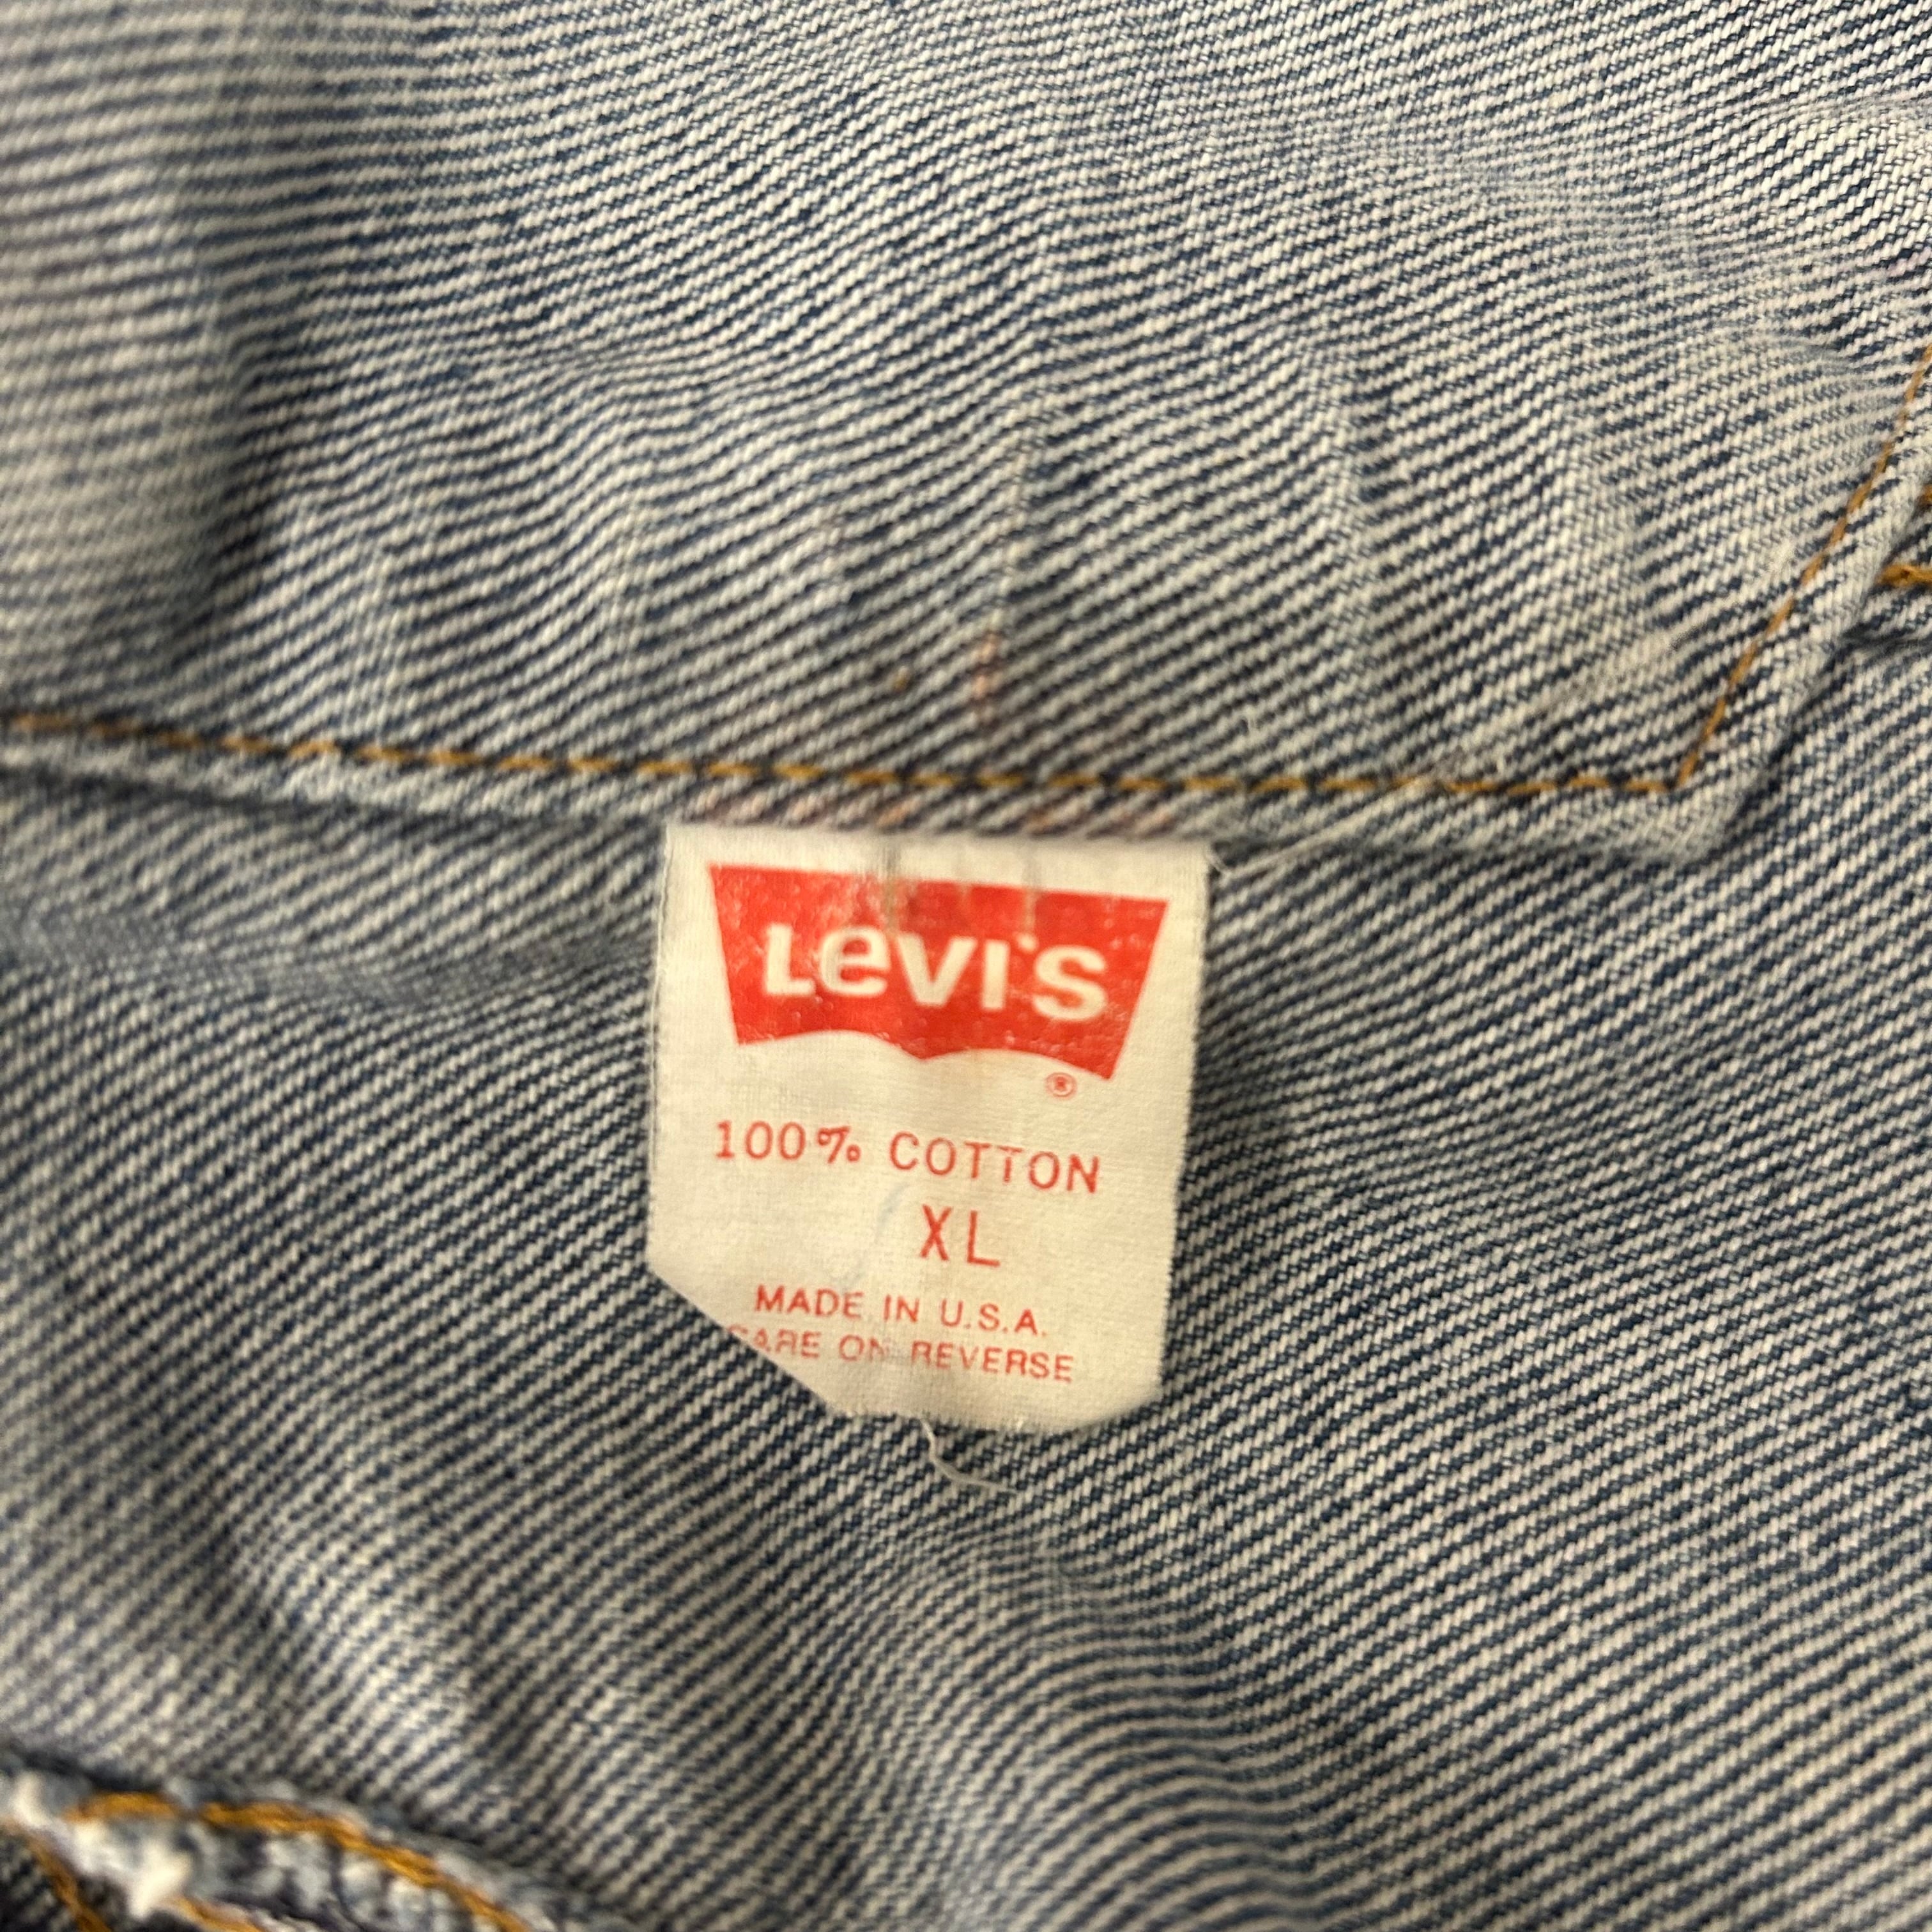 Levi's
®
100% COTTON
XL
MADE IN U.S.A.
CARE ON REVERSE